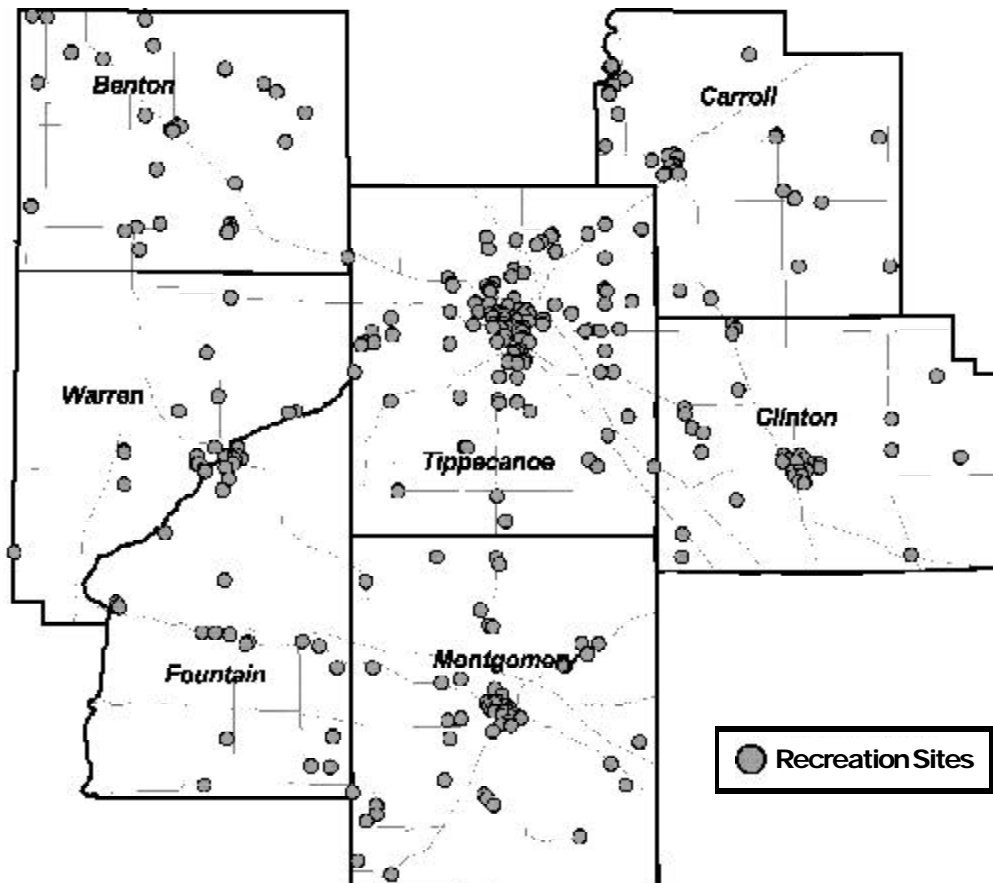 Benton
Carroll
Warren
Clinton
Tippecanoe
Montgomery
Fountain
Recreation Sites